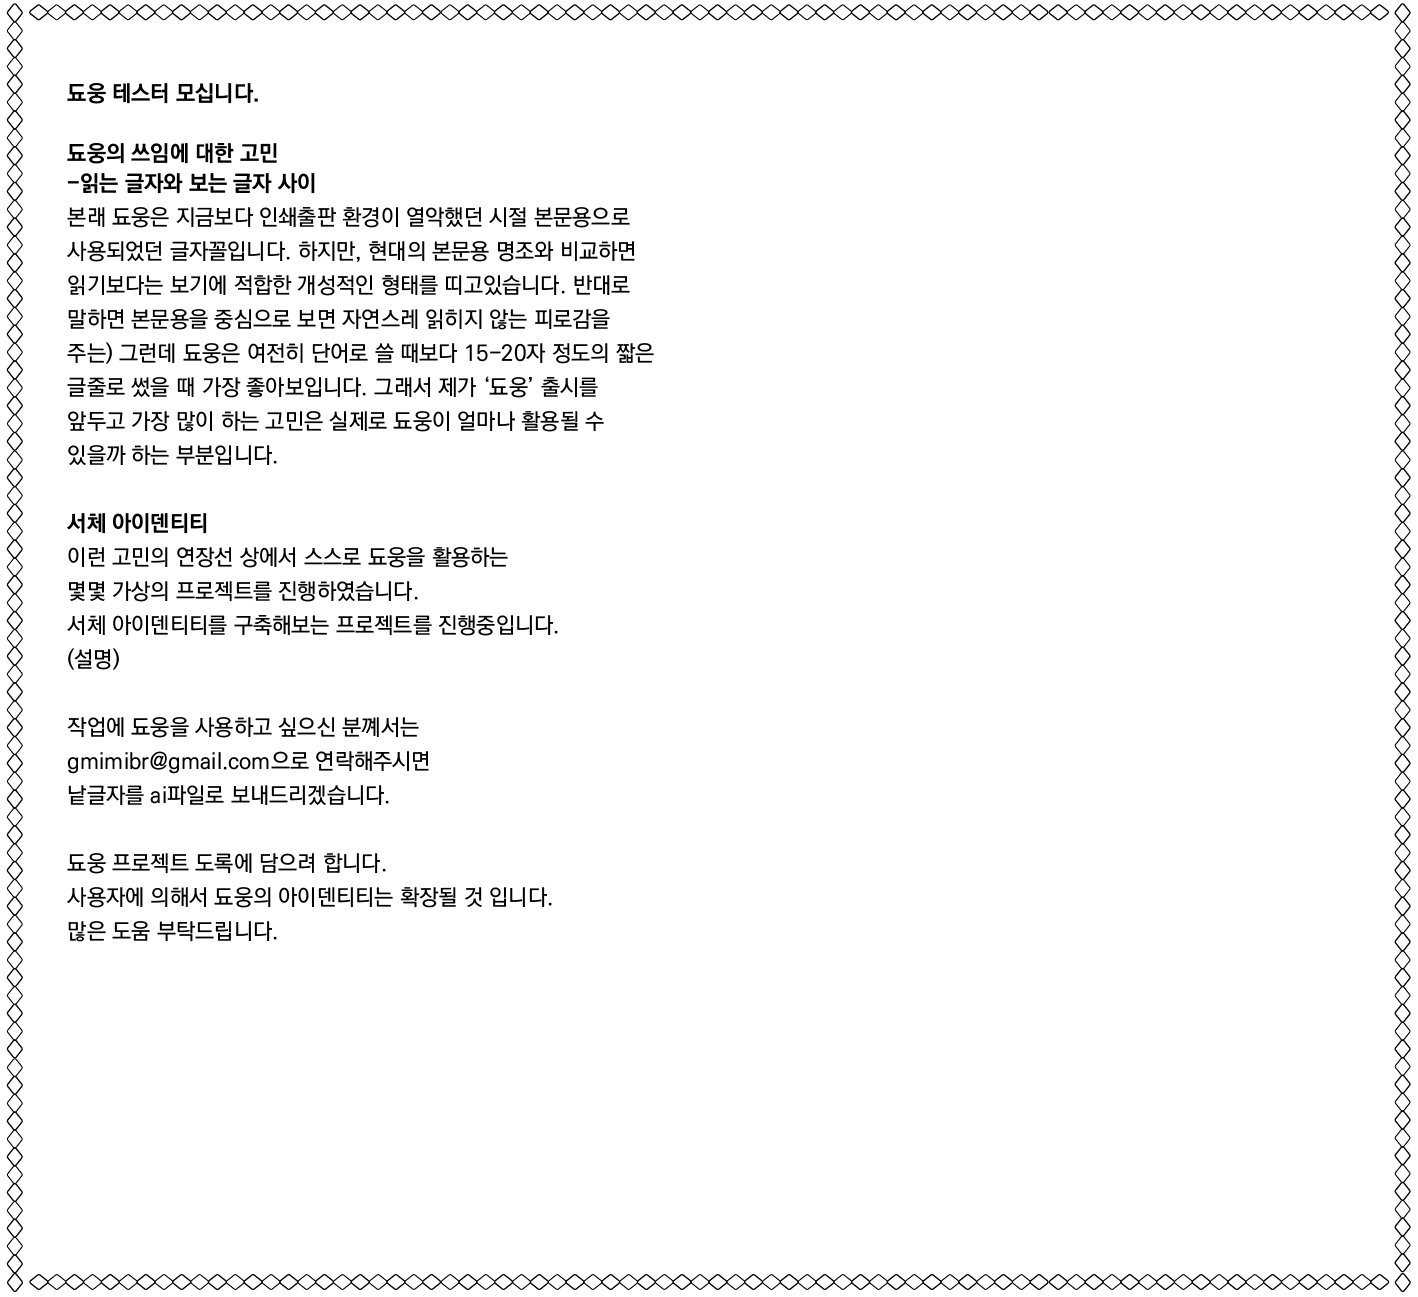 됴웅 테스터 모십니다.
됴웅의 쓰임에 대한 고민
-읽는 글자와 보는 글자 사이
본래 됴웅은 지금보다 인쇄출판 환경이 열악했던 시절 본문용으로
사용되었던 글자꼴입니다. 하지만, 현대의 본문용 명조와 비교하면
읽기보다는 보기에 적합한 개성적인 형태를 띠고있습니다. 반대로
말하면 본문용을 중심으로 보면 자연스레 읽히지 않는 피로감을
주는) 그런데 됴웅은 여전히 단어로 쓸 때보다 15-20자 정도의 짧은
글줄로 썼을 때 가장 좋아보입니다. 그래서 제가 ‘됴웅’ 출시를
앞두고 가장 많이 하는 고민은 실제로 됴웅이 얼마나 활용될 수
있을까 하는 부분입니다.
서체 아이덴티티
이런 고민의 연장선 상에서 스스로 됴웅을 활용하는
몇몇 가상의 프로젝트를 진행하였습니다.
서체 아이덴티티를 구축해보는 프로젝트를 진행중입니다.
(설명)
작업에 됴웅을 사용하고 싶으신 분꼐서는
gmimibr@gmail.com으로 연락해주시면
낱글자를 ai파일로 보내드리겠습니다.
됴웅 프로젝트 도록에 담으려 합니다.
사용자에 의해서 됴웅의 아이덴티티는 확장될 것 입니다.
많은 도움 부탁드립니다.